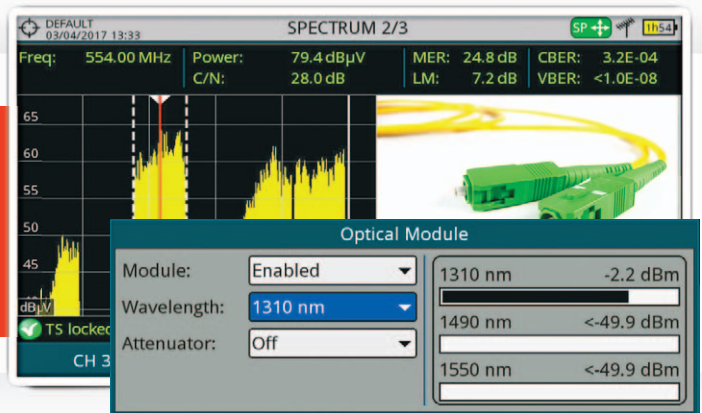 DEFAULT
03/04/2017 13:33
SPECTRUM 2/3
SP
1h54
Freq: 554.00 MHz Power: 79.4 dBµV MER: 24.8 dB CBER: 3.2E-04
C/N: 28.0 dB LM: 7.2 dB VBER: <1.0E-08
65
60
55
50
45
dBµV
TS locked
CH 3
Optical Module
Module: Enabled
Wavelength: 1310 nm
Attenuator: Off
1310 nm -2.2 dBm
1490 nm <-49.9 dBm
1550 nm <-49.9 dBm